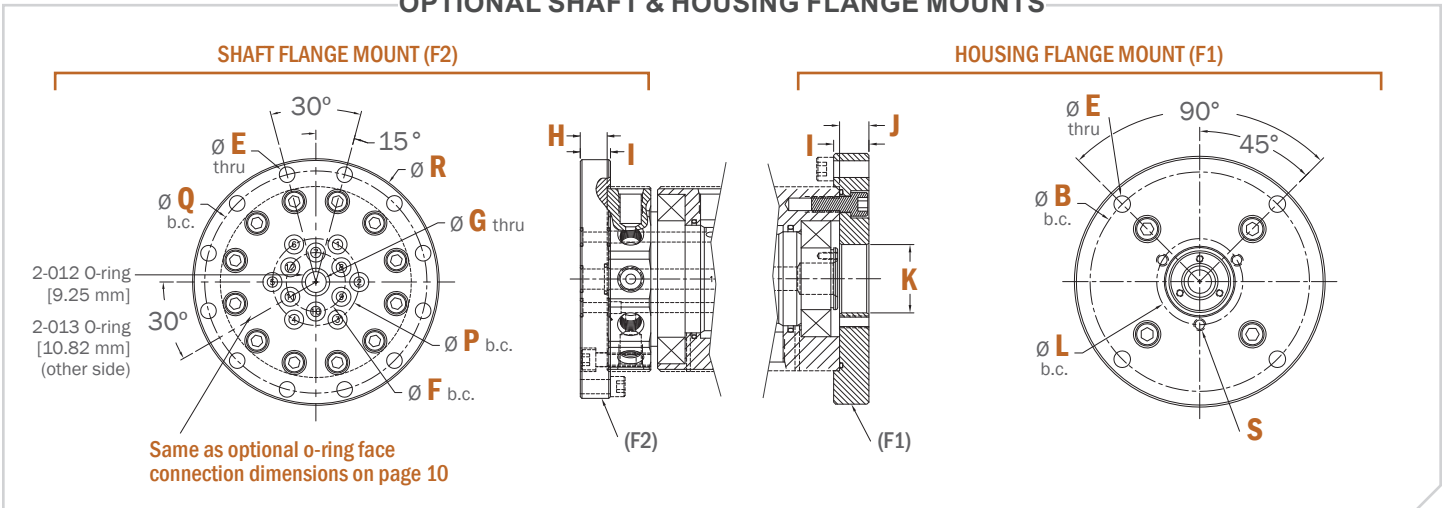 OPTIONAL SHAFT & HOUSING FLANGE MOUNTS
SHAFT FLANGE MOUNT (F2)
HOUSING FLANGE MOUNT (F1)
30°
15°
Ø E
thru
Ø R
Ø Q
b.c.
Ø G thru
2-012 O-ring
[9.25 mm]
2-013 O-ring
[10.82 mm]
(other side)
30°
Ø P b.c.
Ø F b.c.
Same as optional o-ring face
connection dimensions on page 10
H
I
(F2)
J
I
K
(F1)
Ø E
thru
90°
45°
Ø B
b.c.
Ø L
b.c.
S